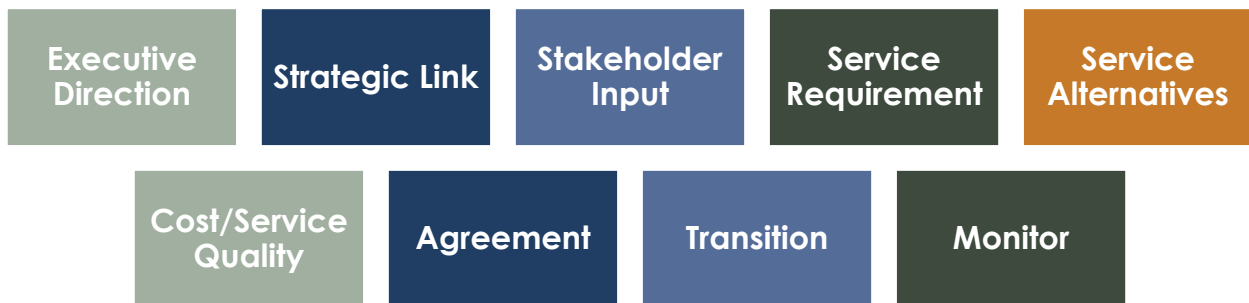 Executive
Direction
Strategic Link
Stakeholder
Input
Service
Requirement
Service
Alternatives
Cost/Service
Quality
Agreement
Transition
Monitor